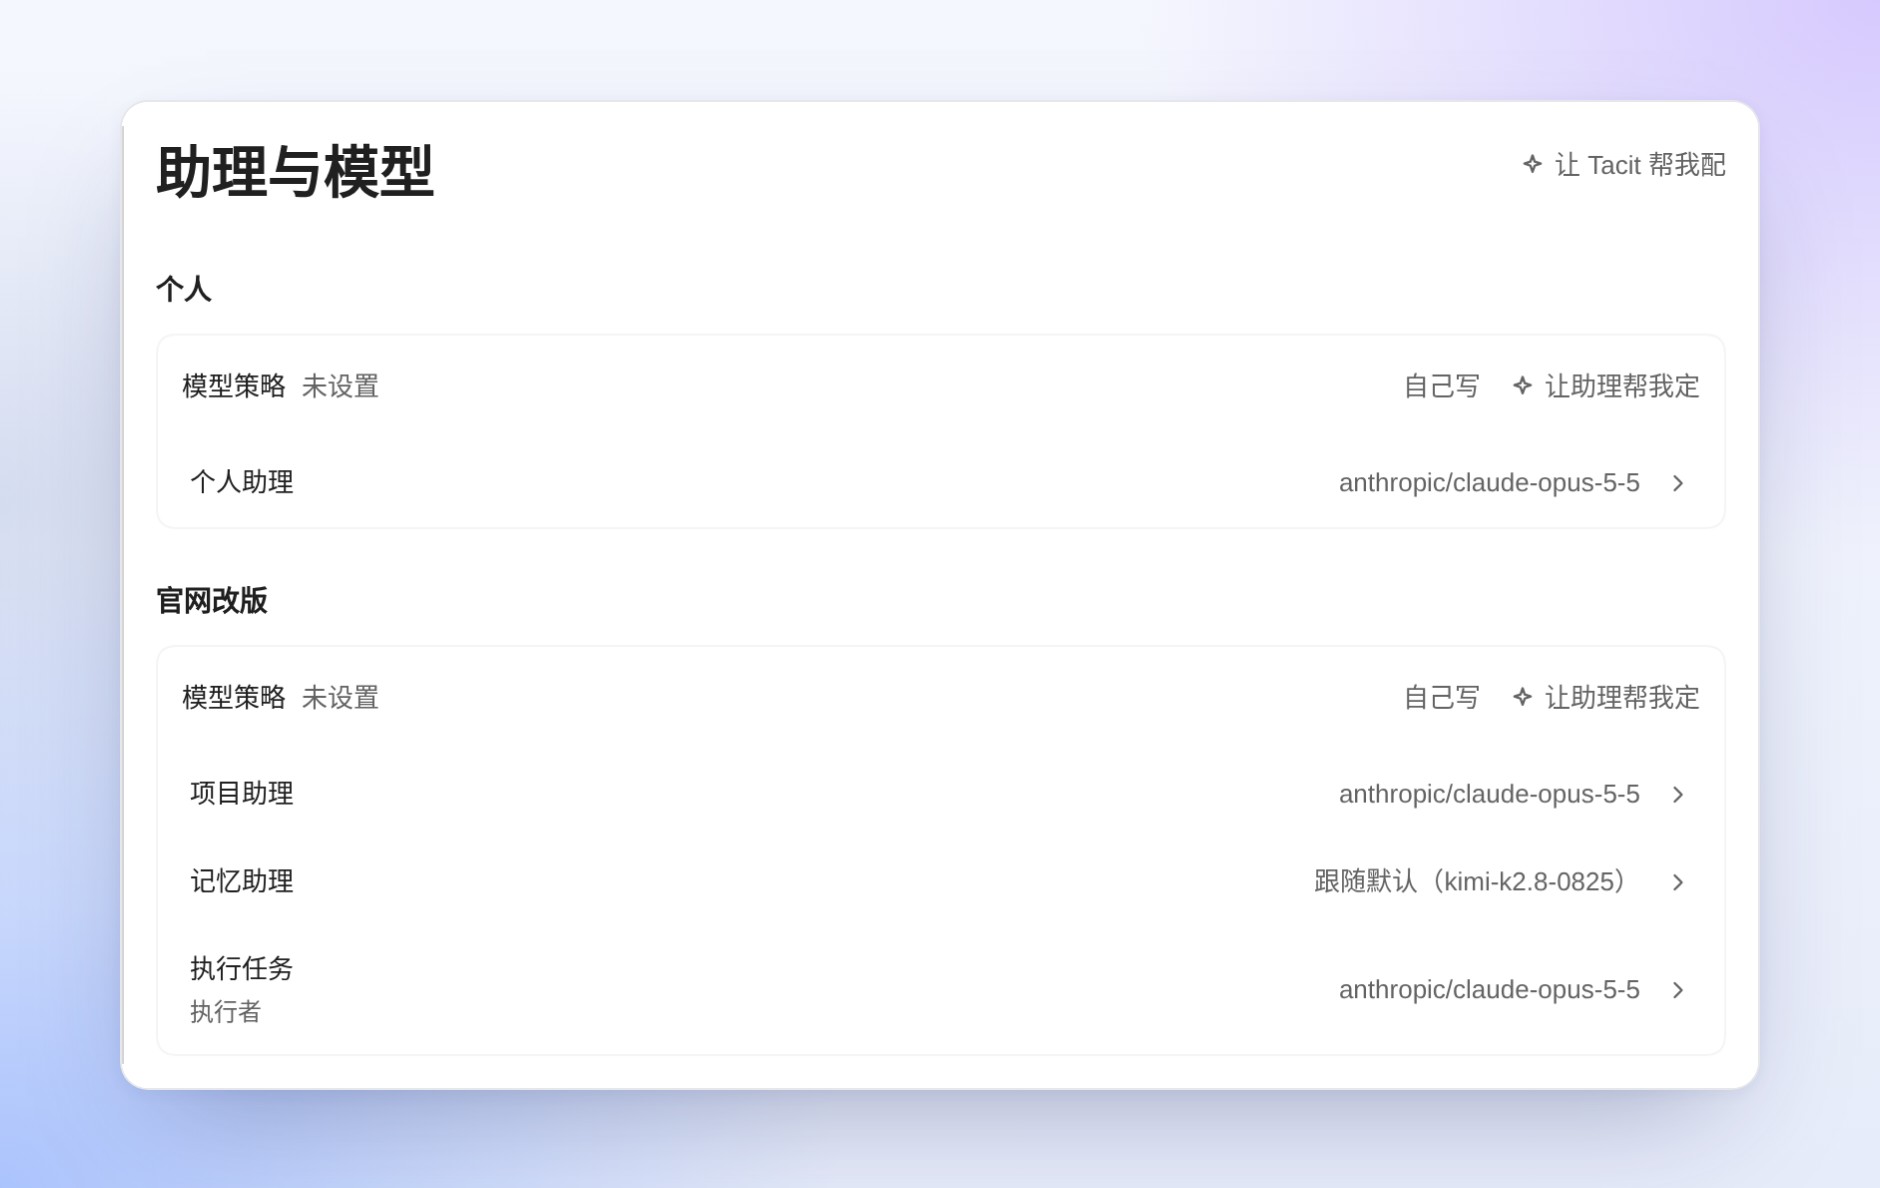 助理与模型
让 Tacit 帮我配
个人
模型策略 未设置 自己写 让助理帮我定
个人助理 anthropic/claude-opus-5-5
官网改版
模型策略 未设置 自己写 让助理帮我定
项目助理 anthropic/claude-opus-5-5
记忆助理 跟随默认（kimi-k2.8-0825）
执行任务
执行者
anthropic/claude-opus-5-5